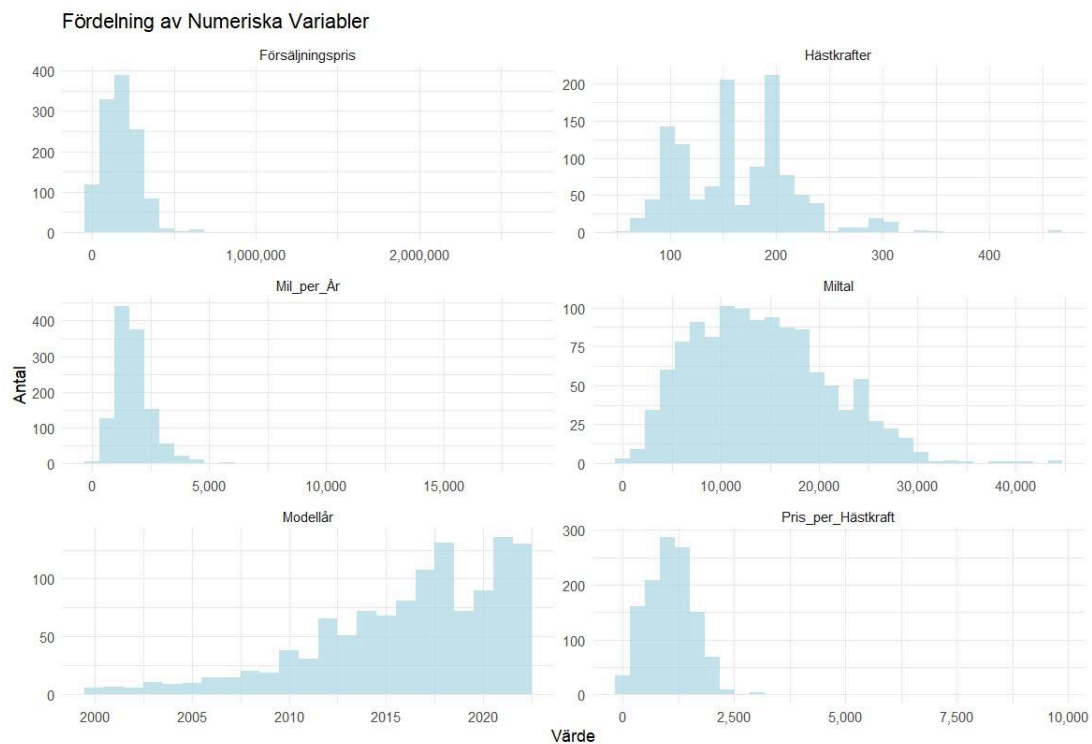 Fördelning av Numeriska Variabler
Försäljningspris
400
300
200
100
0
0 1,000,000 2,000,000
Hästkrafter
200
150
100
50
0
100 200 300 400
Mil_per_År
400
300
200
100
0
0 5,000 10,000 15,000
Miltal
100
75
50
25
0
0 10,000 20,000 30,000 40,000
Modellår
100
50
0
2000 2005 2010 2015 2020
Pris_per_Hästkraft
300
200
100
0
0 2,500 5,000 7,500 10,000
Antal
Värde